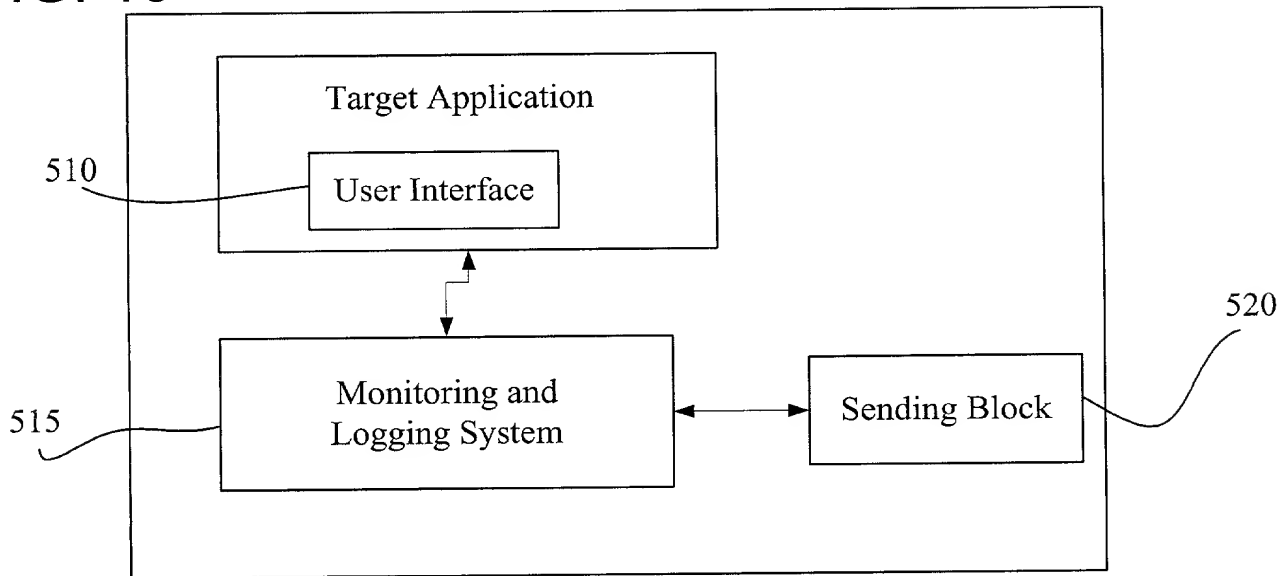 Target Application
510
User Interface
520
Monitoring and
Logging System
515
Sending Block